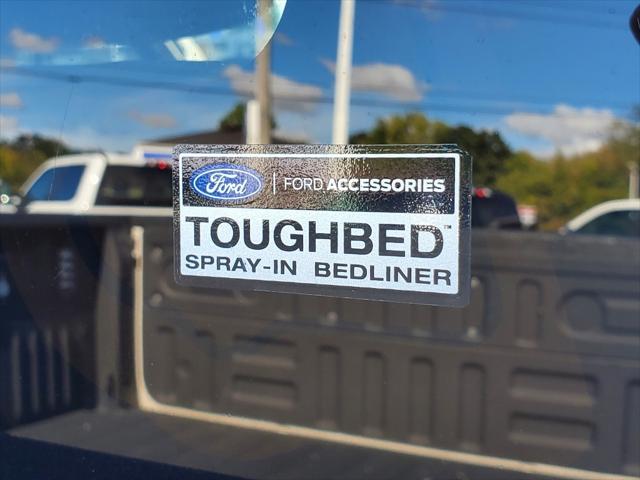 Ford | FORD ACCESSORIES
TOUGHBED™
SPRAY-IN BEDLINER